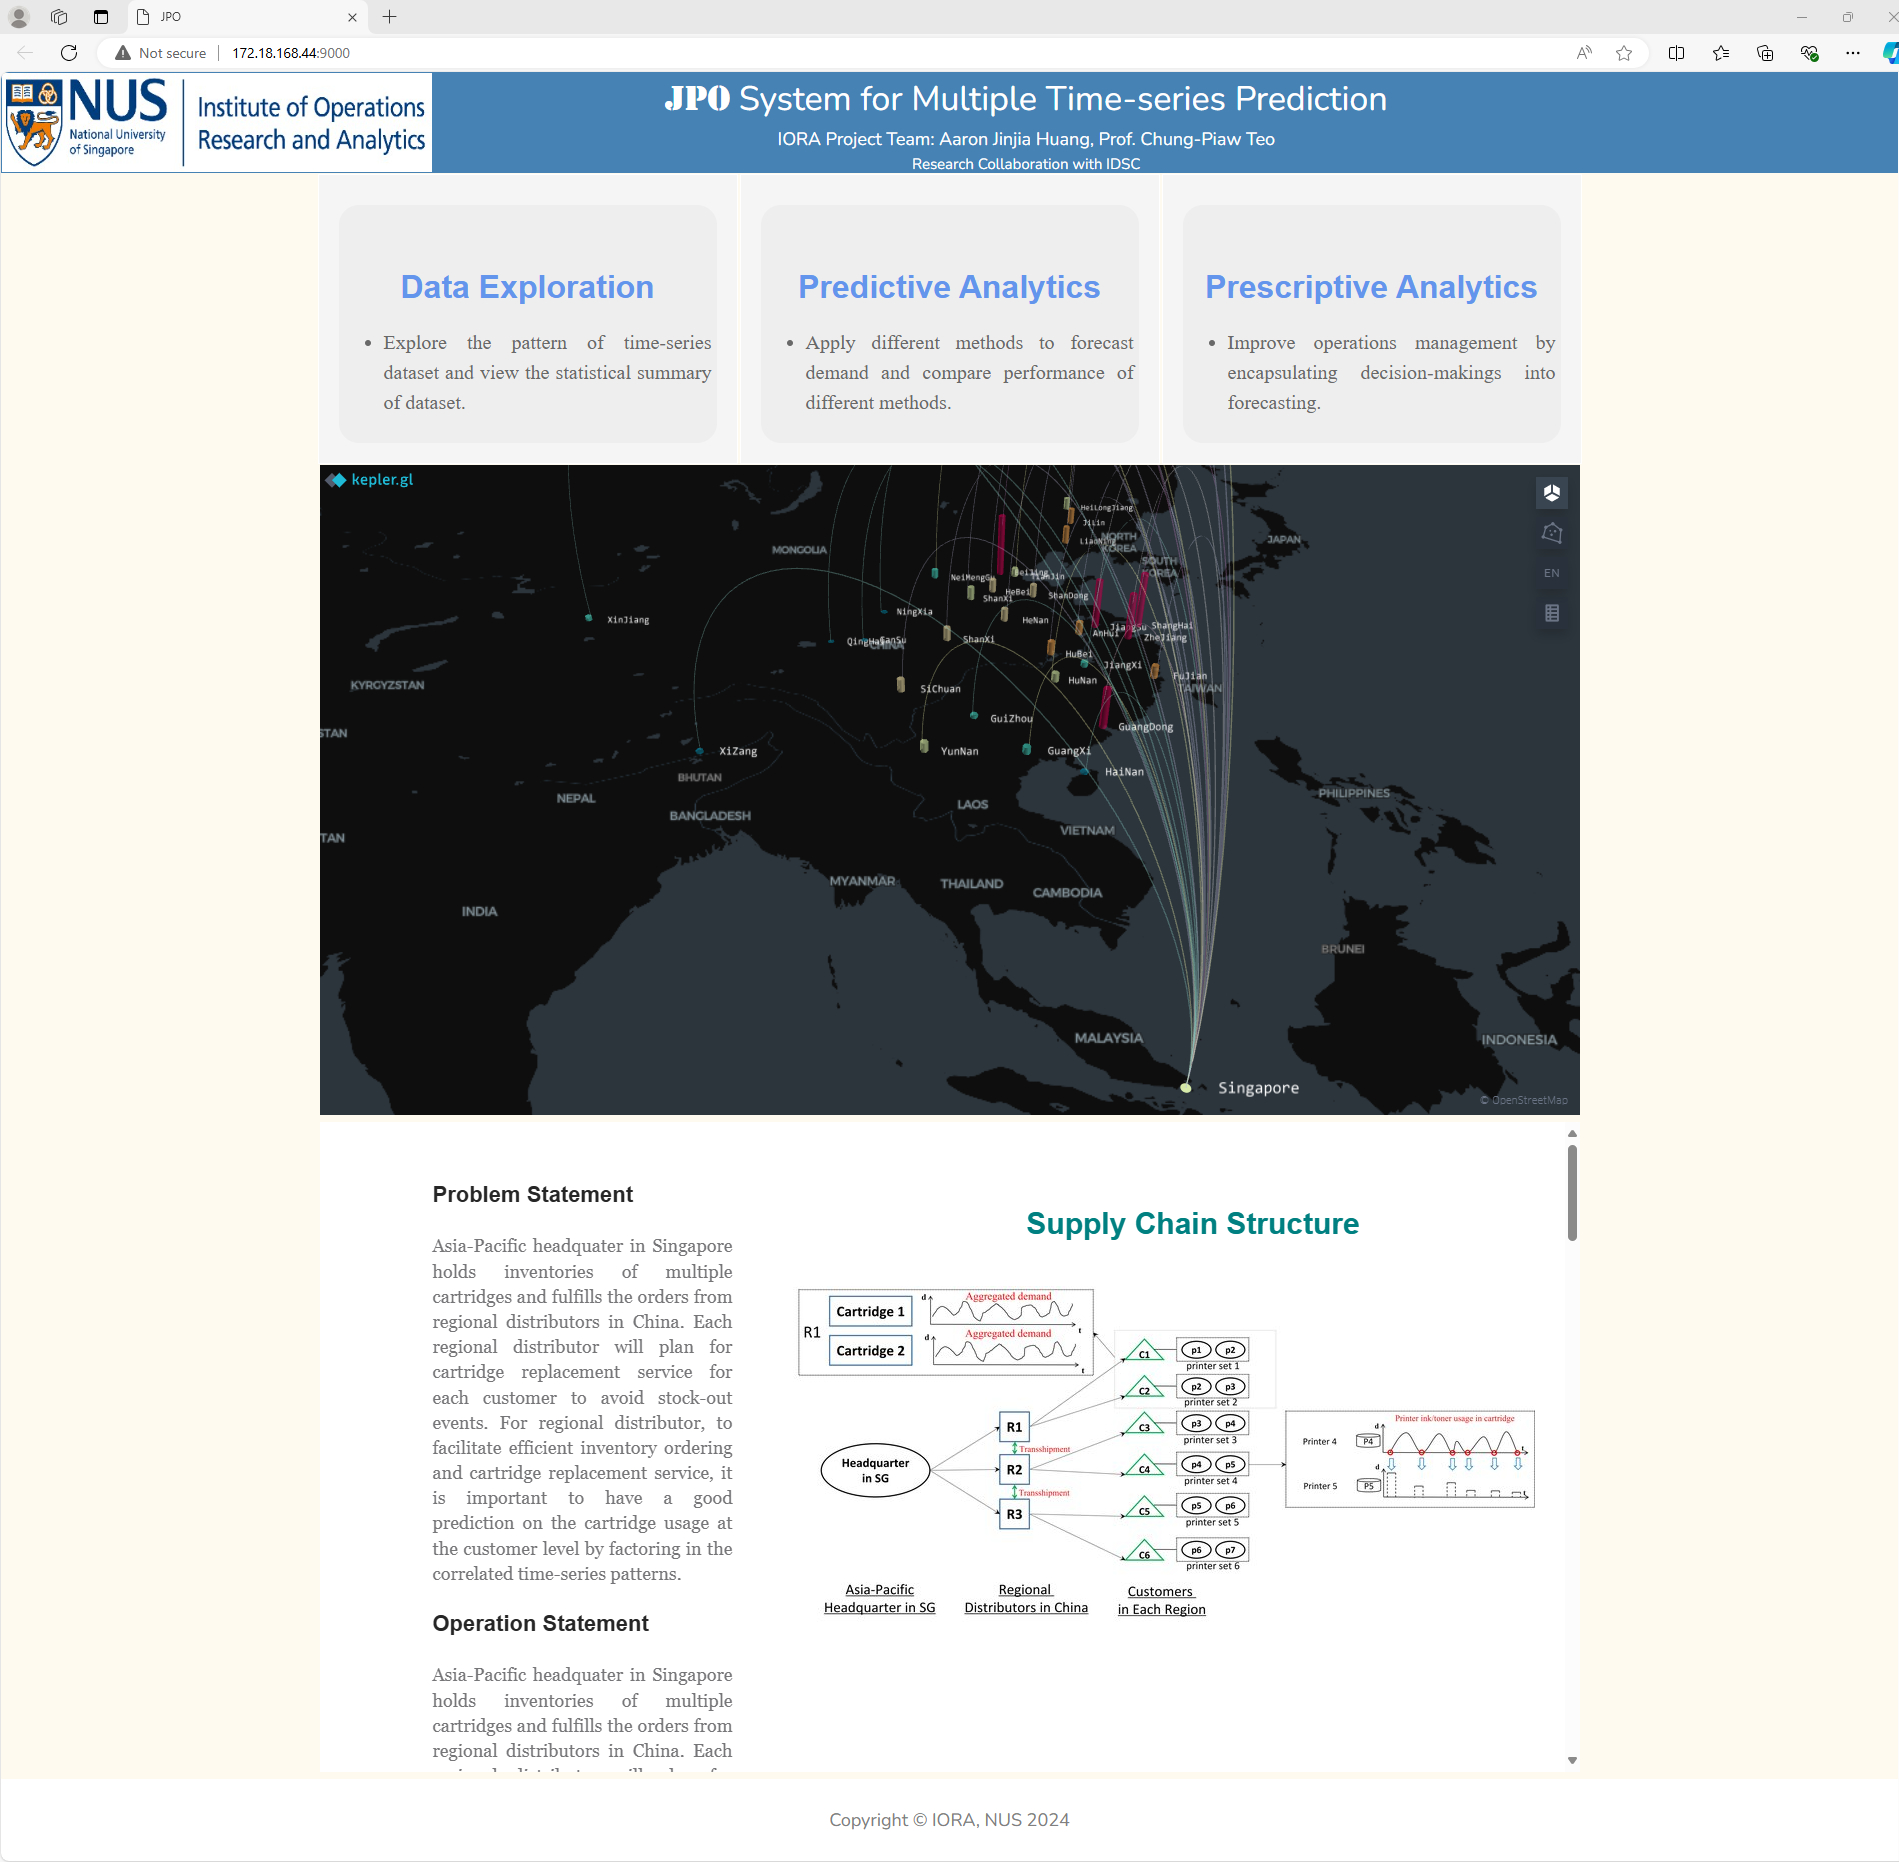 JPO
Not secure
172.18.168.44:9000
NUS
National University
of Singapore
Institute of Operations
Research and Analytics
JPO System for Multiple Time-series Prediction
IORA Project Team: Aaron Jinjia Huang, Prof. Chung-Piaw Teo
Research Collaboration with IDSC
Data Exploration
• Explore the pattern of time-series
dataset and view the statistical summary
of dataset.
Predictive Analytics
• Apply different methods to forecast
demand and compare performance of
different methods.
Prescriptive Analytics
• Improve operations management by
encapsulating decision-makings into
forecasting.
kepler.gl
HeiLongJiang
JiLin
LiaoNing
NORTH
KOREA
JAPAN
MONGOLIA
SOUTH
KOREA
EN
NeiMengGu
BeiJing
TianJin
HeBei
ShanDong
ShanXi
NingXia
XinJiang
HeNan
JiangSu
ShangHai
AnHui
ZheJiang
QingHai
GanSu
CHINA
ShanXi
HuBei
JiangXi
FuJian
TAIWAN
HuNan
KYRGYZSTAN
SiChuan
GuiZhou
GuangDong
STAN
XiZang
YunNan
GuangXi
HaiNan
BHUTAN
NEPAL
BANGLADESH
LAOS
PHILIPPINES
VIETNAM
TAN
MYANMAR
THAILAND
CAMBODIA
INDIA
BRUNEI
MALAYSIA
INDONESIA
Singapore
© OpenStreetMap
Problem Statement
Asia-Pacific headquater in Singapore
holds inventories of multiple
cartridges and fulfills the orders from
regional distributors in China. Each
regional distributor will plan for
cartridge replacement service for
each customer to avoid stock-out
events. For regional distributor, to
facilitate efficient inventory ordering
and cartridge replacement service, it
is important to have a good
prediction on the cartridge usage at
the customer level by factoring in the
correlated time-series patterns.
Operation Statement
Asia-Pacific headquater in Singapore
holds inventories of multiple
cartridges and fulfills the orders from
regional distributors in China. Each
Supply Chain Structure
R1
Cartridge 1
d
Aggregated demand
t
Cartridge 2
d
Aggregated demand
t
C1
p1 p2
printer set 1
C2
p2 p3
printer set 2
C3
p3 p4
printer set 3
C4
p4 p5
printer set 4
C5
p5 p6
printer set 5
C6
p6 p7
printer set 6
Headquarter
in SG
R1
Transshipment
R2
Transshipment
R3
Printer ink/toner usage in cartridge
Printer 4
P4
d
t
Printer 5
P5
d
t
Asia-Pacific
Headquarter in SG
Regional
Distributors in China
Customers
in Each Region
Copyright © IORA, NUS 2024